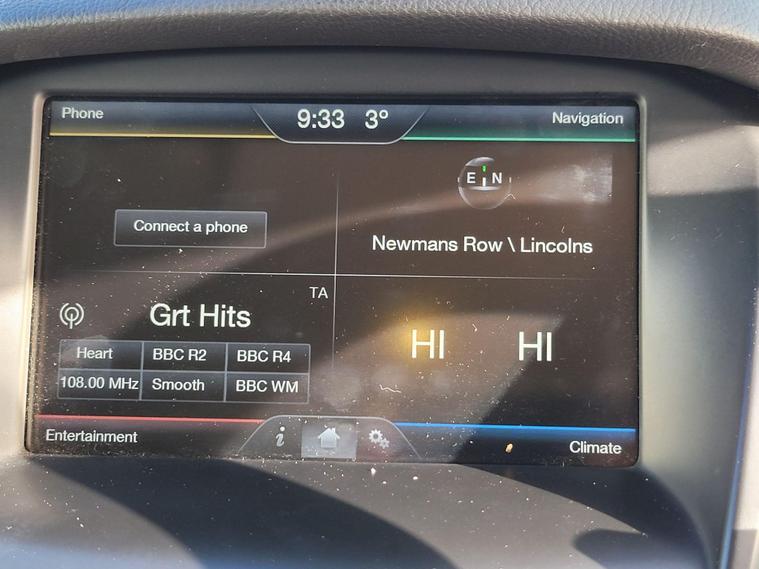 Phone
9:33 3°
Navigation
E N
Connect a phone
Newmans Row \ Lincolns
TA
Grt Hits
HI HI
Heart BBC R2 BBC R4
108.00 MHz Smooth BBC WM
Entertainment
i
Climate